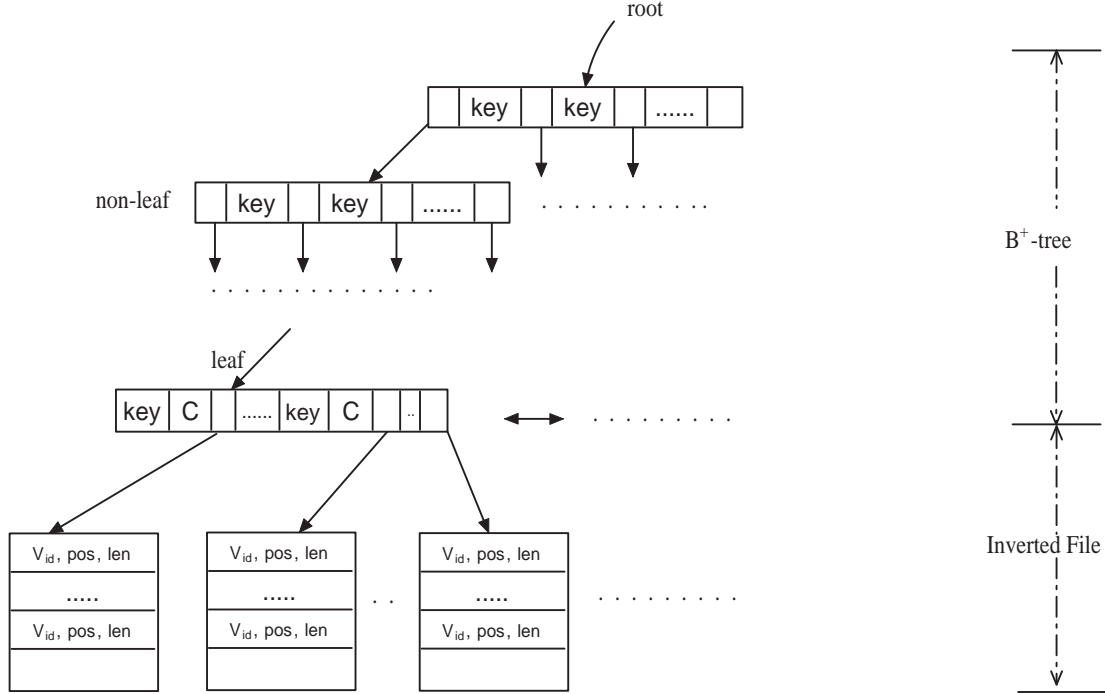 root
key key ......
non-leaf key key ......
. . . . . . . . . . .
B+-tree
. . . . . . . . . . . . . .
leaf
key C ...... key C ..
. . . . . . . . .
Inverted File
Vid, pos, len Vid, pos, len Vid, pos, len
..... ..... . . ..... . . . . . . . . .
Vid, pos, len Vid, pos, len Vid, pos, len